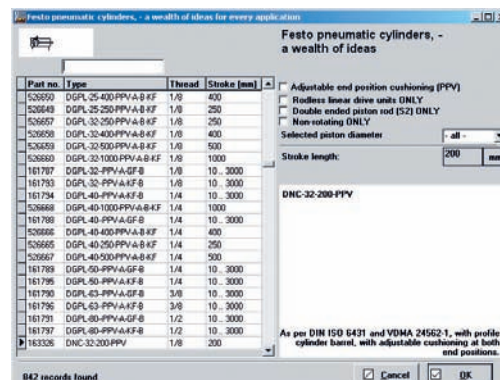 Festo pneumatic cylinders, - a wealth of ideas for every application
Festo pneumatic cylinders, -
a wealth of ideas
Part no. Type Thread Stroke [mm]
526650 DGPL-25-400-PPV-A-B-KF 1/8 400
526649 DGPL-25-250-PPV-A-B-KF 1/8 250
526657 DGPL-32-250-PPV-A-B-KF 1/8 250
526658 DGPL-32-400-PPV-A-B-KF 1/8 400
526659 DGPL-32-500-PPV-A-B-KF 1/8 500
526660 DGPL-32-1000-PPV-A-B-KF 1/8 1000
161787 DGPL-32--PPV-A-GF-B 1/8 10... 3000
161793 DGPL-32--PPV-A-KF-B 1/8 10... 3000
161794 DGPL-40--PPV-A-KF-B 1/4 10... 3000
526668 DGPL-40-1000-PPV-A-B-KF 1/4 1000
161788 DGPL-40--PPV-A-GF-B 1/4 10... 3000
526666 DGPL-40-400-PPV-A-B-KF 1/4 400
526665 DGPL-40-250-PPV-A-B-KF 1/4 250
526667 DGPL-40-500-PPV-A-B-KF 1/4 500
161789 DGPL-50--PPV-A-GF-B 1/4 10... 3000
161795 DGPL-50--PPV-A-KF-B 1/4 10... 3000
161790 DGPL-63--PPV-A-GF-B 3/8 10... 3000
161796 DGPL-63--PPV-A-KF-B 3/8 10... 3000
161791 DGPL-80--PPV-A-GF-B 1/2 10... 3000
161797 DGPL-80--PPV-A-KF-B 1/2 10... 3000
163326 DNC-32-200-PPV 1/8 200
842 records found
Adjustable end position cushioning (PPV)
Rodless linear drive units ONLY
Double ended piston rod (S2) ONLY
Non-rotating ONLY
Selected piston diameter - all -
Stroke length: 200 mm
DNC-32-200-PPV
As per DIN ISO 6431 and VDMA 24562-1, with profile
cylinder barrel, with adjustable cushioning at both
end positions.
Cancel OK